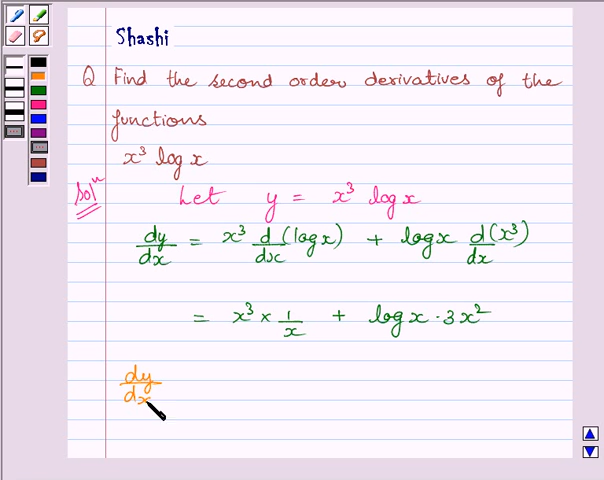 Shashi
Q Find the second order derivatives of the
functions
x³ log x
Solⁿ Let y = x³ log x
dy/dx = x³ d/dx (log x) + log x d/dx (x³)
= x³ × 1/x + log x · 3x²
dy/dx